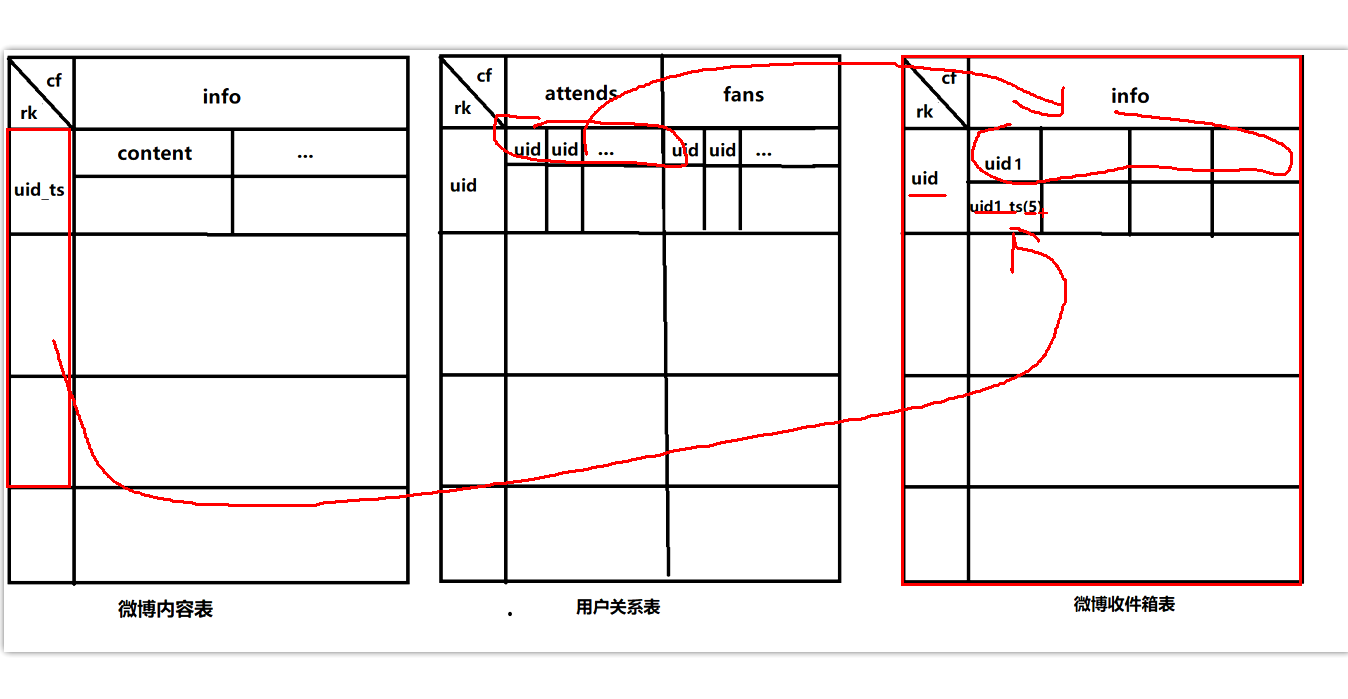 cf
rk
info
content
...
uid_ts
微博内容表
cf
rk
attends
fans
uid
uid
...
uid
uid
...
uid
用户关系表
cf
rk
info
uid1
uid
uid1_ts(5)
微博收件箱表